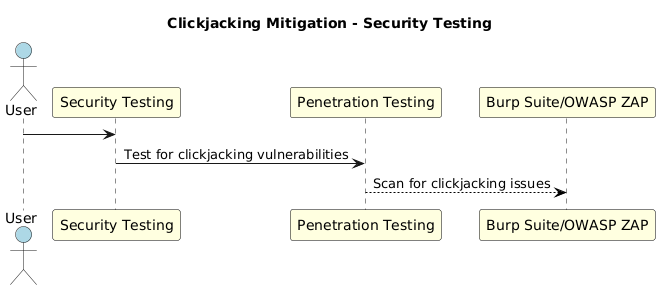 Clickjacking Mitigation - Security Testing
User
Security Testing
Penetration Testing
Burp Suite/OWASP ZAP
Test for clickjacking vulnerabilities
Scan for clickjacking issues
User
Security Testing
Penetration Testing
Burp Suite/OWASP ZAP